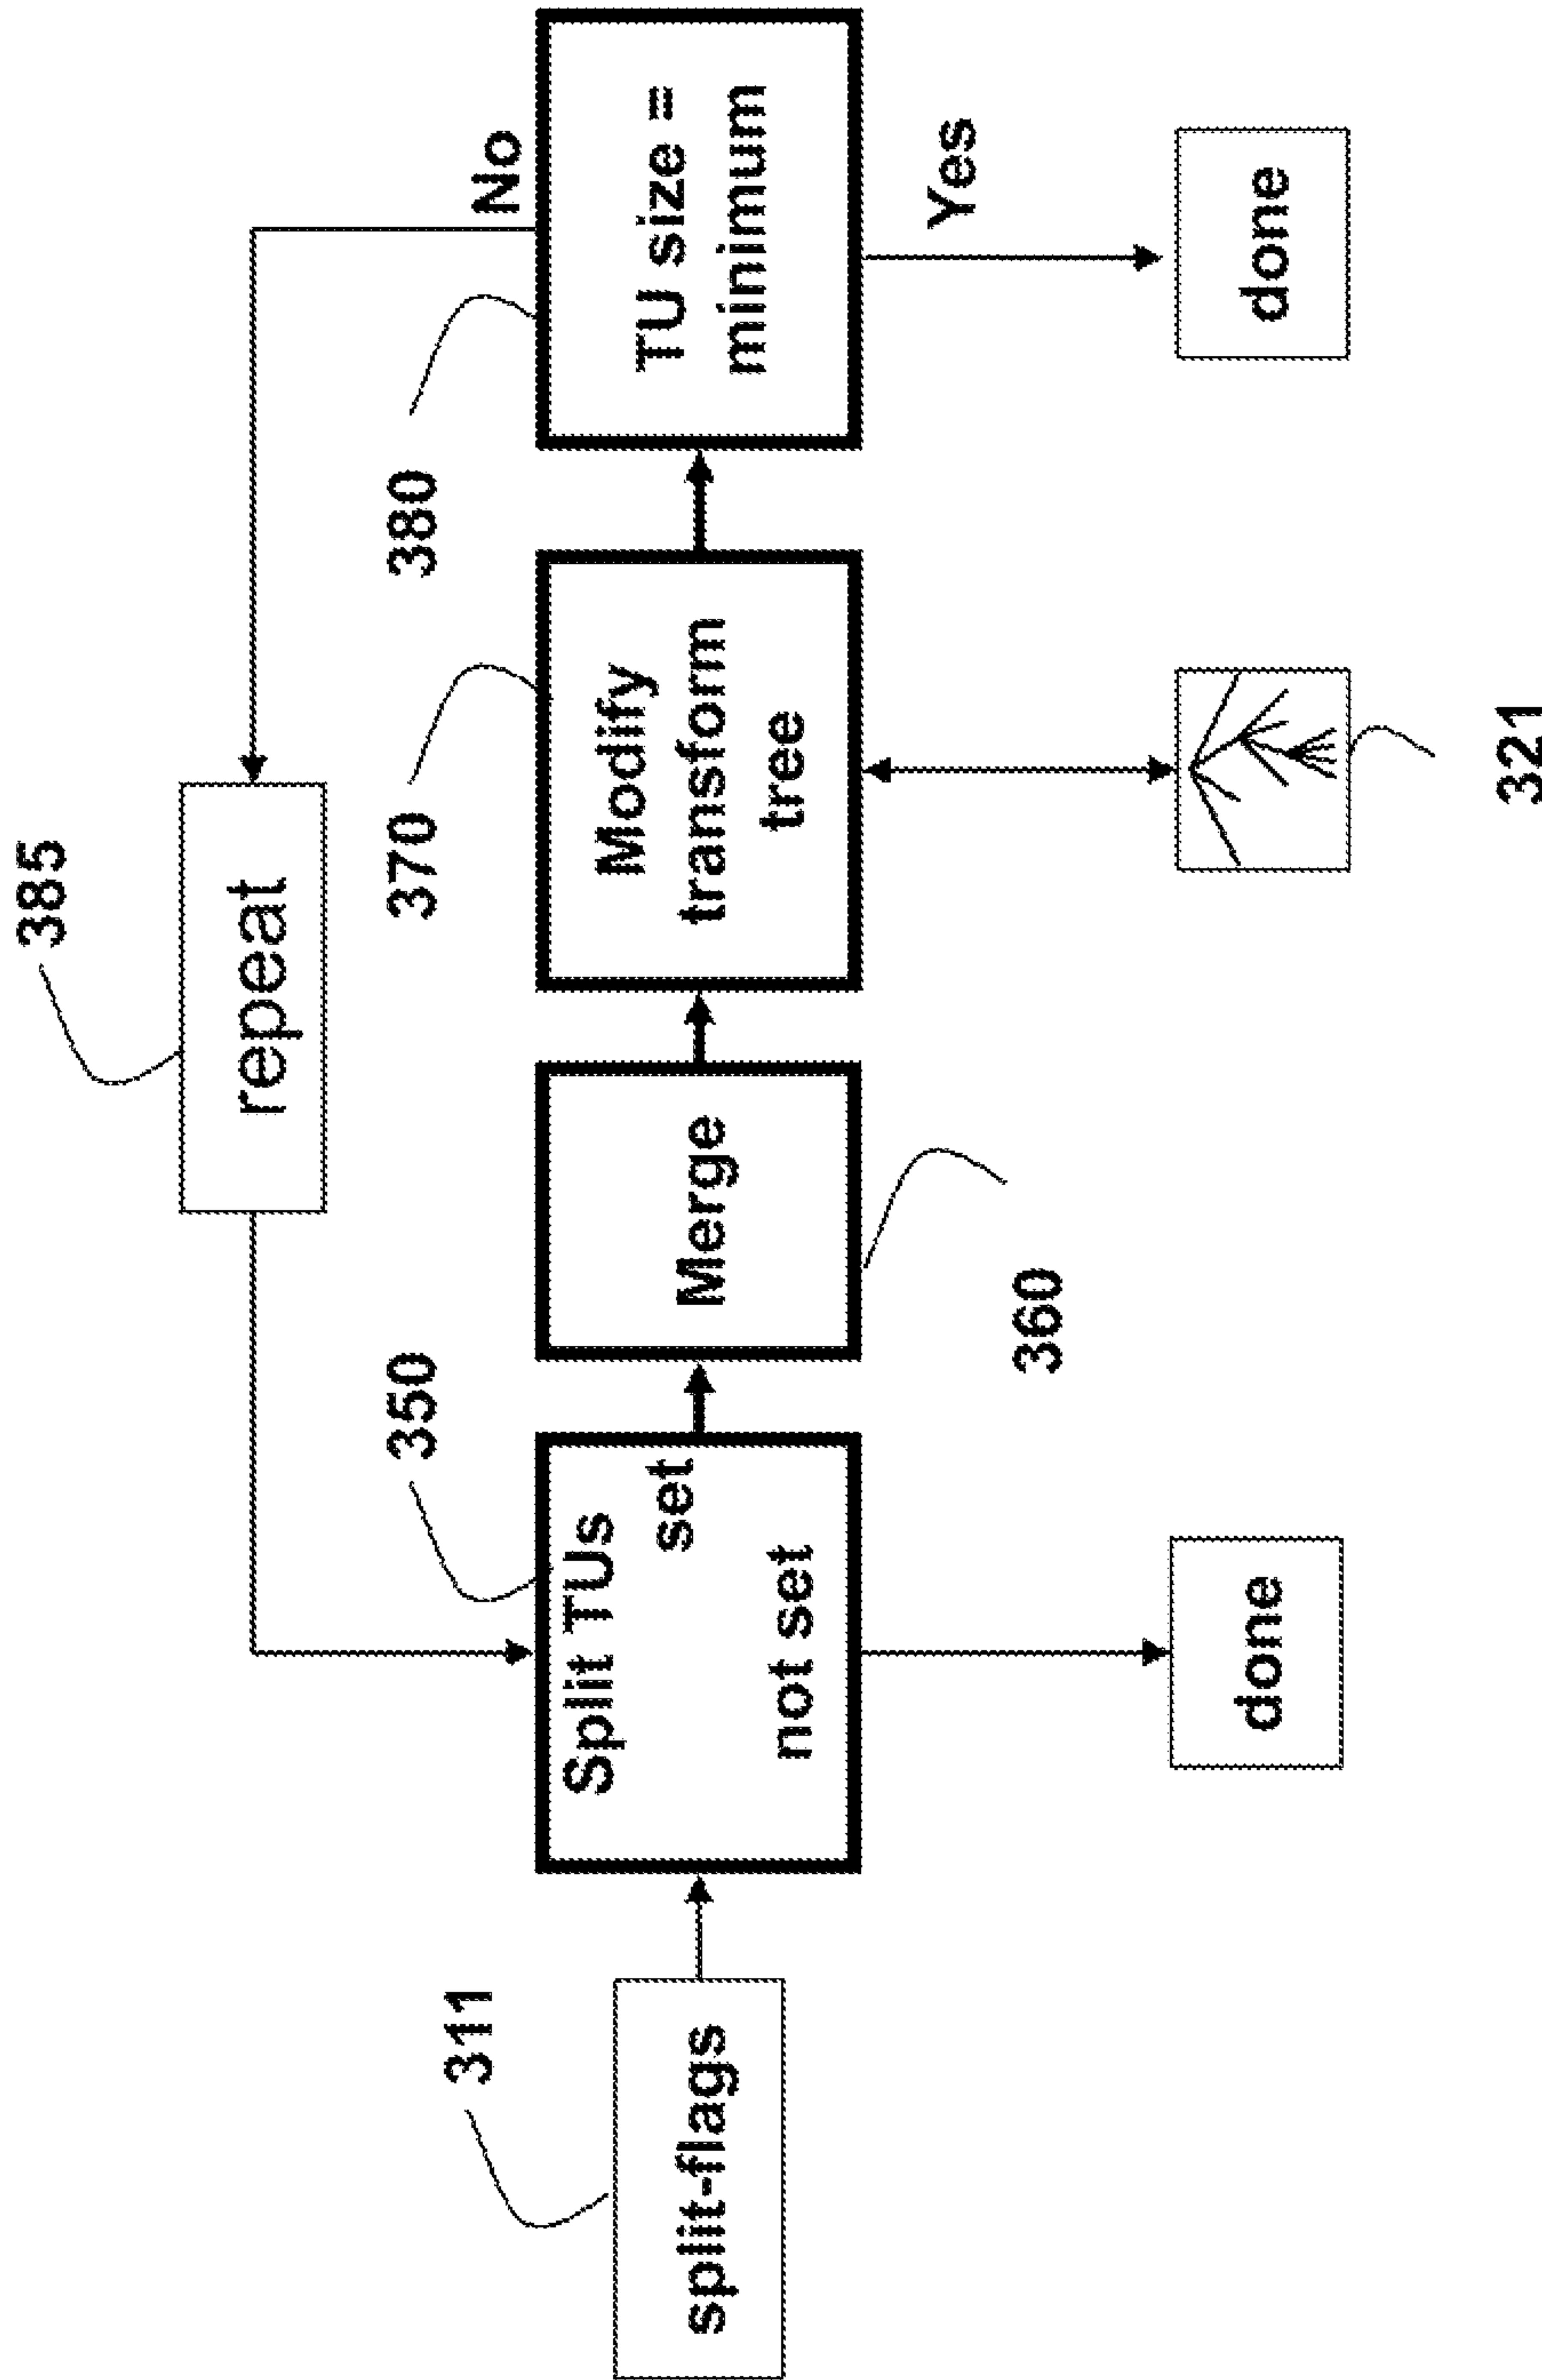 385
repeat
No
311
350
370
380
split-flags
Split TUs
set
not set
Merge
Modify
transform
tree
TU size =
minimum
360
Yes
done
done
321